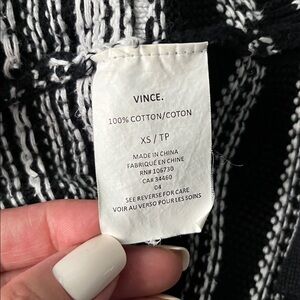 VINCE.
100% COTTON/COTON
XS / TP
MADE IN CHINA
FABRIQUÉ EN CHINE
RN# 106730
CA# 34460
04
SEE REVERSE FOR CARE
VOIR AU VERSO POUR LES SOINS